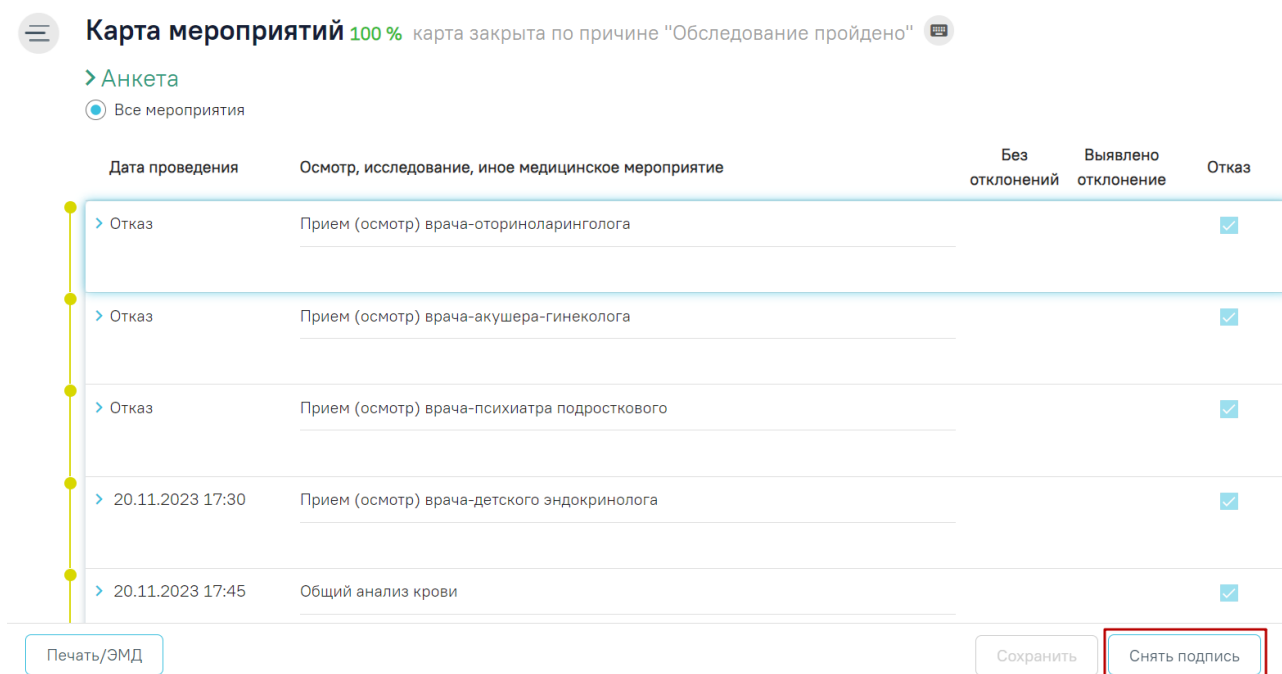 Карта мероприятий 100 % карта закрыта по причине "Обследование пройдено"
Анкета
Все мероприятия
Дата проведения Осмотр, исследование, иное медицинское мероприятие Без отклонений Выявлено отклонение Отказ
Отказ Прием (осмотр) врача-оториноларинголога
Отказ Прием (осмотр) врача-акушера-гинеколога
Отказ Прием (осмотр) врача-психиатра подросткового
20.11.2023 17:30 Прием (осмотр) врача-детского эндокринолога
20.11.2023 17:45 Общий анализ крови
Печать/ЭМД Сохранить Снять подпись